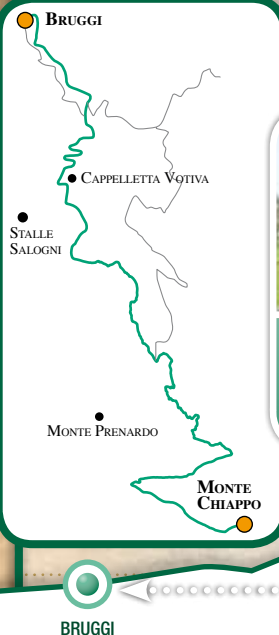 BRUGGI
CAPPELLETTA VOTIVA
STALLE
SALOGNI
MONTE PRENARDO
MONTE
CHIAPPO
BRUGGI